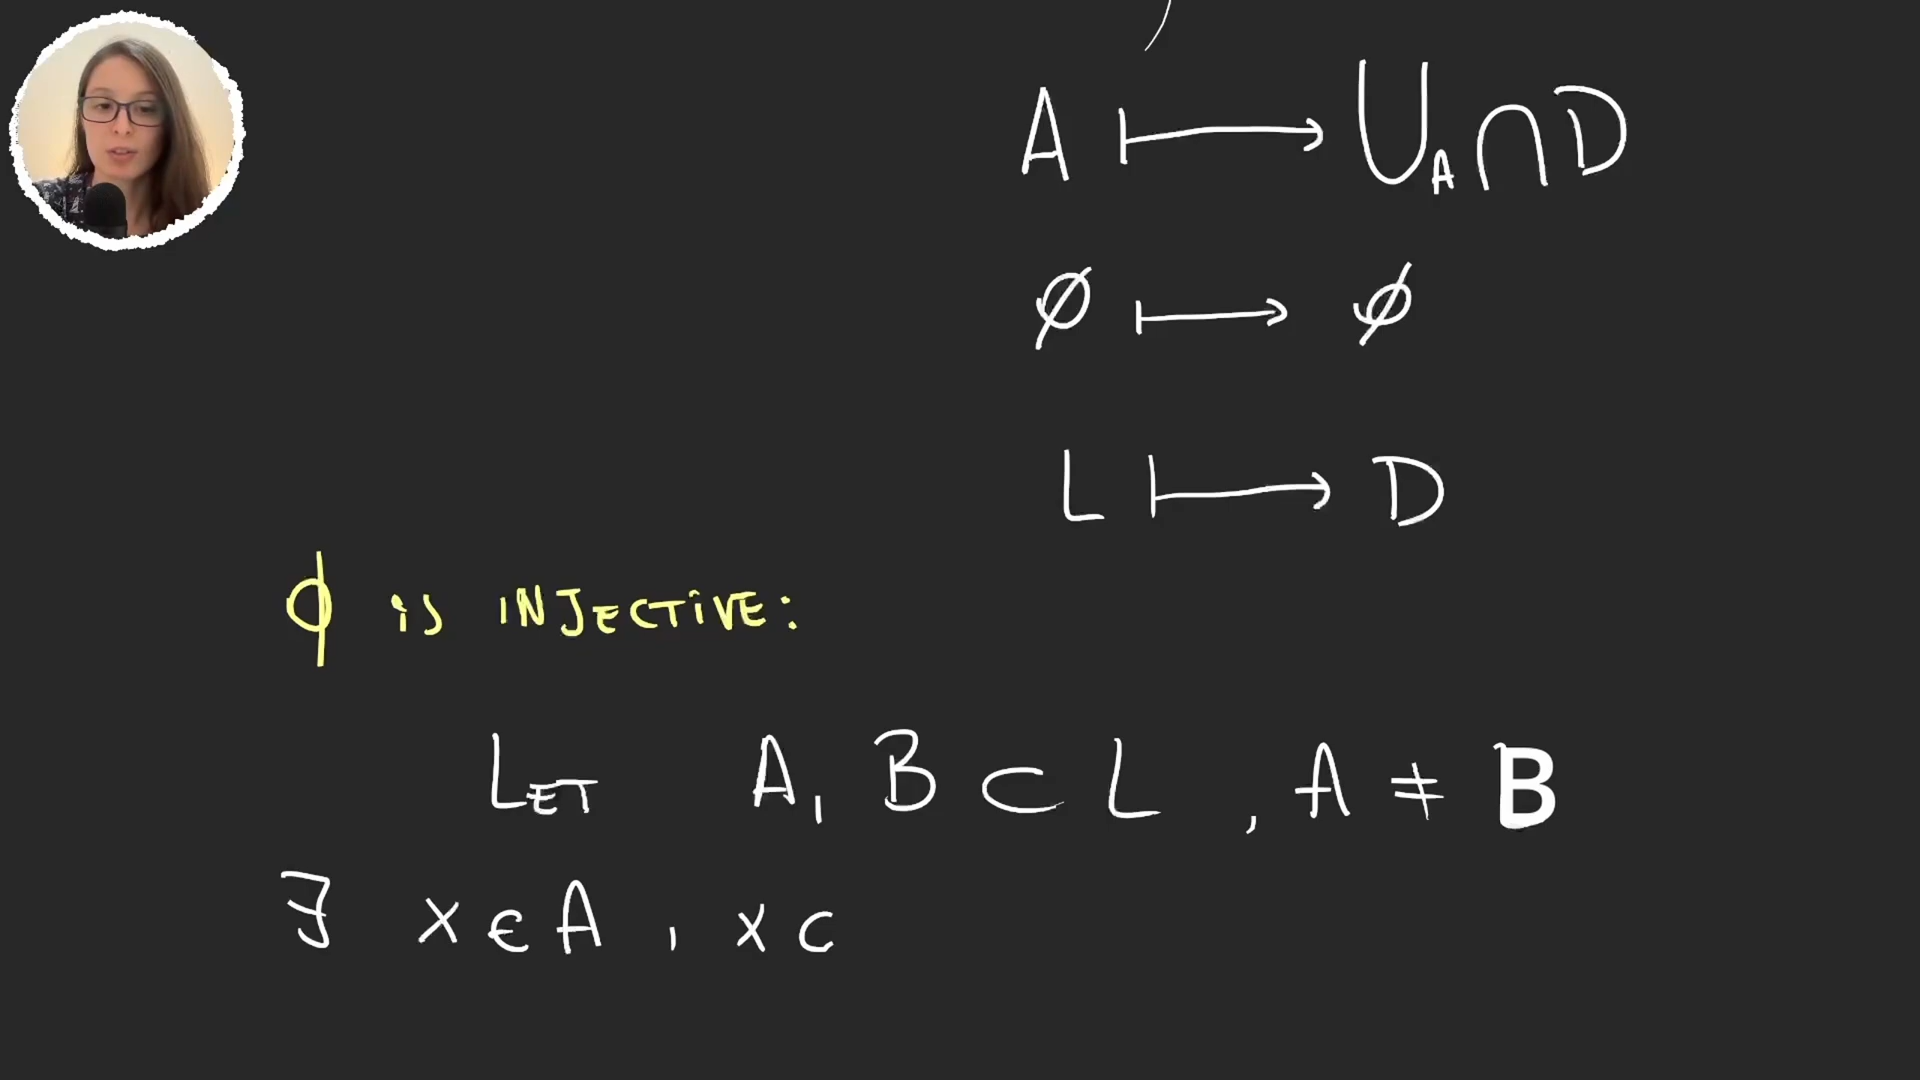 A ⟼ U_A ∩ D
∅ ⟼ ∅
L ⟼ D
ϕ is INJECTIVE:
LET A, B ⊂ L , A ≠ B
∃ x ∈ A , x c